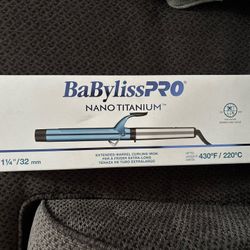 BaBylissPRO
NANO TITANIUM™
1¼"/32 mm
EXTENDED-BARREL CURLING IRON
FER À FRISER EXTRA-LONG
TENAZA DE TUBO EXTRALARGO
430°F / 220°C